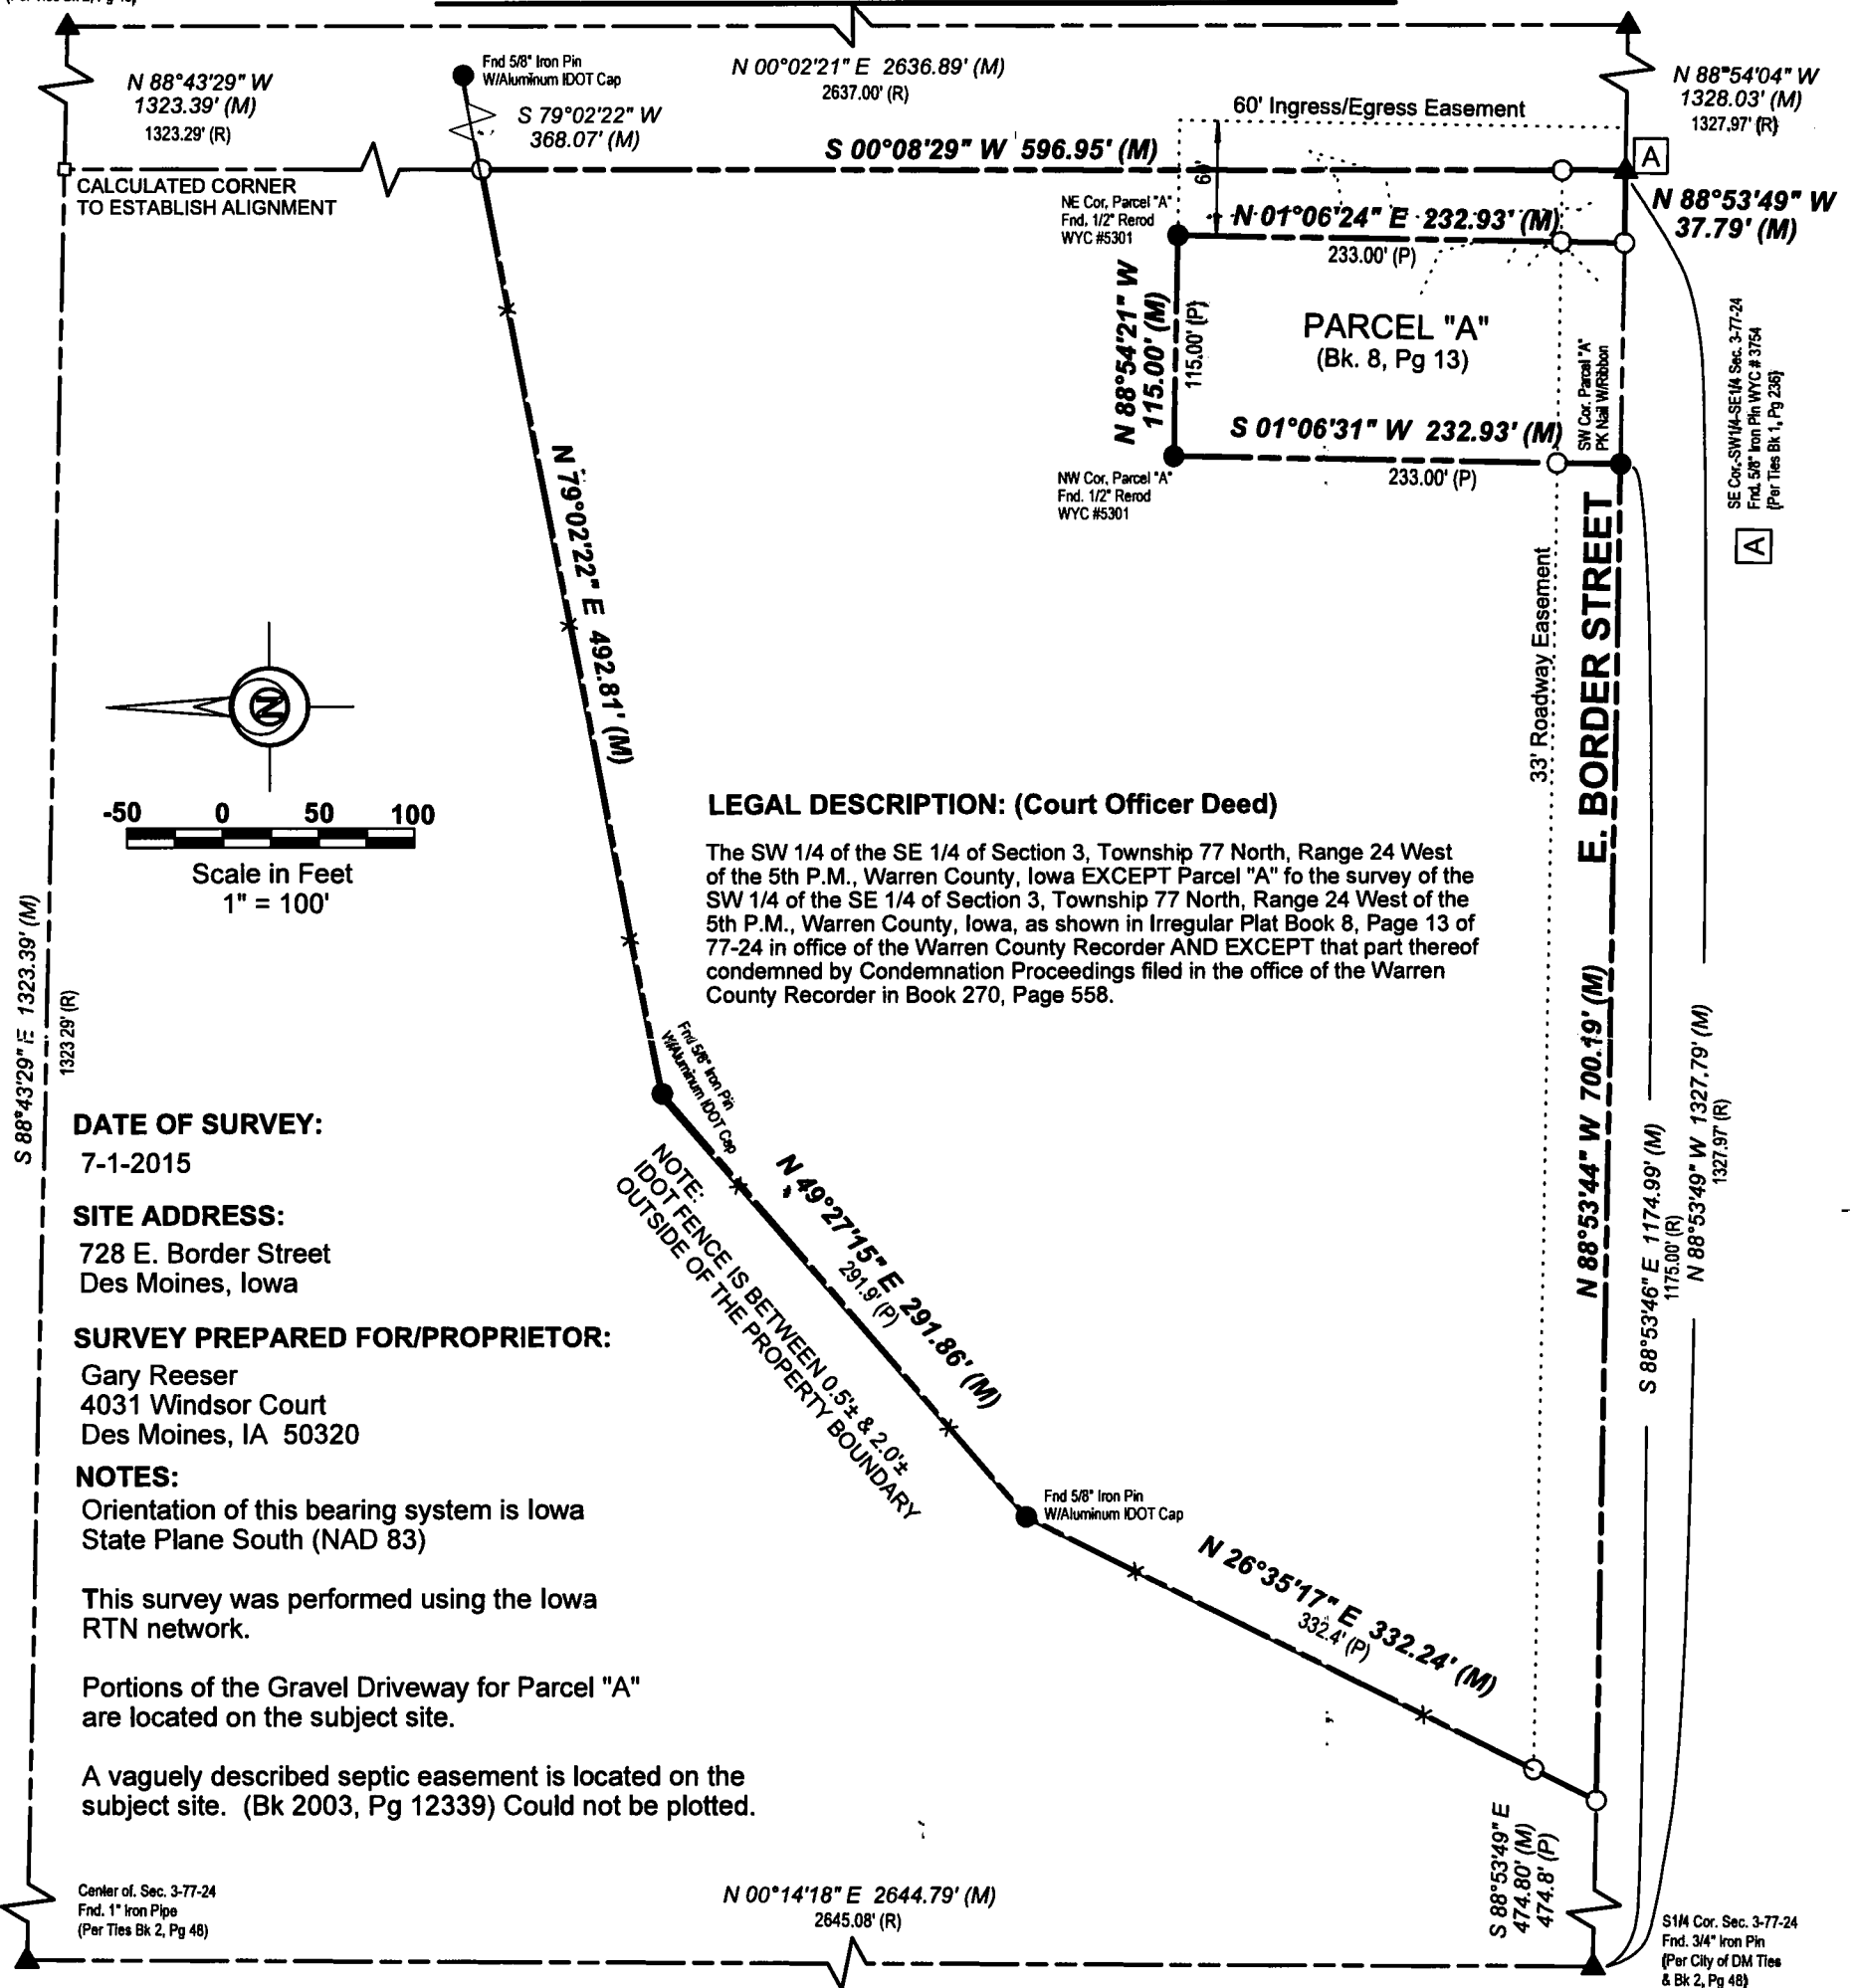 N 88°43'29" W
1323.39' (M)
1323.29' (R)
Fnd 5/8" Iron Pin
W/Aluminum IDOT Cap
S 79°02'22" W
368.07' (M)
N 00°02'21" E 2636.89' (M)
2637.00' (R)
60' Ingress/Egress Easement
N 88°54'04" W
1328.03' (M)
1327.97' (R)
S 00°08'29" W 596.95' (M)
A
CALCULATED CORNER
TO ESTABLISH ALIGNMENT
NE Cor, Parcel "A"
Fnd, 1/2" Rerod
WYC #5301
N 01°06'24" E 232.93' (M)
233.00' (P)
N 88°53'49" W
37.79' (M)
N 88°54'21" W
115.00' (M)
115.00' (P)
PARCEL "A"
(Bk. 8, Pg 13)
SW Cor. Parcel "A"
PK Nail W/Ribbon
SE Cor.-SW1/4-SE1/4 Sec. 3-77-24
Fnd. 5/8" Iron Pin WYC # 3754
(Per Ties Bk 1, Pg 236)
A
S 01°06'31" W 232.93' (M)
233.00' (P)
NW Cor, Parcel "A"
Fnd. 1/2" Rerod
WYC #5301
N 79°02'22" E 492.81' (M)
33' Roadway Easement
E. BORDER STREET
N
-50 0 50 100
Scale in Feet
1" = 100'
LEGAL DESCRIPTION: (Court Officer Deed)
The SW 1/4 of the SE 1/4 of Section 3, Township 77 North, Range 24 West
of the 5th P.M., Warren County, Iowa EXCEPT Parcel "A" fo the survey of the
SW 1/4 of the SE 1/4 of Section 3, Township 77 North, Range 24 West of the
5th P.M., Warren County, Iowa, as shown in Irregular Plat Book 8, Page 13 of
77-24 in office of the Warren County Recorder AND EXCEPT that part thereof
condemned by Condemnation Proceedings filed in the office of the Warren
County Recorder in Book 270, Page 558.
S 88°43'29" E 1323.39' (M)
1323 29' (R)
Fnd 5/8" Iron Pin
W/Aluminum IDOT Cap
N 88°53'44" W 700.19' (M)
S 88°53'46" E 1174.99' (M)
1175.00' (R)
N 88°53'49" W 1327.79' (M)
1327.97' (R)
DATE OF SURVEY:
7-1-2015
SITE ADDRESS:
728 E. Border Street
Des Moines, Iowa
SURVEY PREPARED FOR/PROPRIETOR:
Gary Reeser
4031 Windsor Court
Des Moines, IA 50320
NOTE:
IDOT FENCE IS BETWEEN 0.5'± & 2.0'±
OUTSIDE OF THE PROPERTY BOUNDARY
N 49°27'15" E 291.86' (M)
291.9' (P)
NOTES:
Orientation of this bearing system is Iowa
State Plane South (NAD 83)
This survey was performed using the Iowa
RTN network.
Portions of the Gravel Driveway for Parcel "A"
are located on the subject site.
A vaguely described septic easement is located on the
subject site. (Bk 2003, Pg 12339) Could not be plotted.
Fnd 5/8" Iron Pin
W/Aluminum IDOT Cap
N 26°35'17" E 332.24' (M)
332.4' (P)
S 88°53'49" E
474.80' (M)
474.8' (P)
Center of. Sec. 3-77-24
Fnd. 1" Iron Pipe
(Per Ties Bk 2, Pg 48)
N 00°14'18" E 2644.79' (M)
2645.08' (R)
S1/4 Cor. Sec. 3-77-24
Fnd. 3/4" Iron Pin
(Per City of DM Ties
& Bk 2, Pg 48)